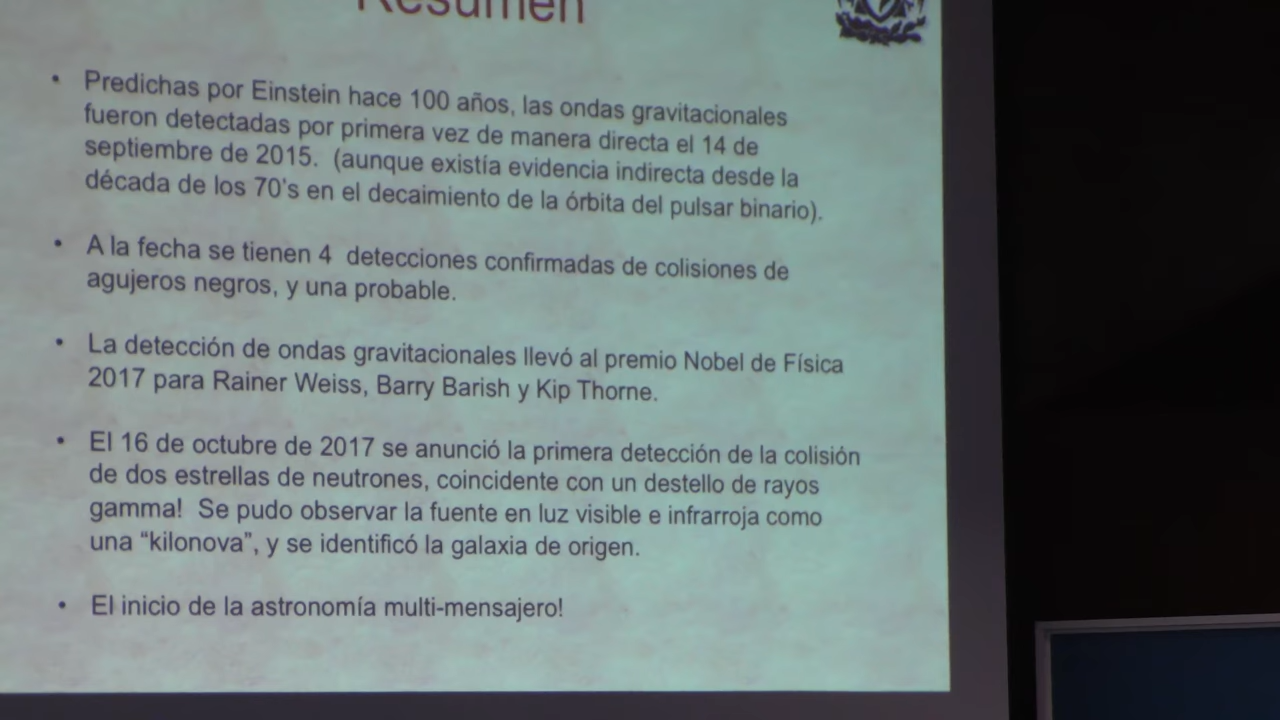 Resumen
• Predichas por Einstein hace 100 años, las ondas gravitacionales
fueron detectadas por primera vez de manera directa el 14 de
septiembre de 2015. (aunque existía evidencia indirecta desde la
década de los 70's en el decaimiento de la órbita del pulsar binario).
• A la fecha se tienen 4 detecciones confirmadas de colisiones de
agujeros negros, y una probable.
• La detección de ondas gravitacionales llevó al premio Nobel de Física
2017 para Rainer Weiss, Barry Barish y Kip Thorne.
• El 16 de octubre de 2017 se anunció la primera detección de la colisión
de dos estrellas de neutrones, coincidente con un destello de rayos
gamma! Se pudo observar la fuente en luz visible e infrarroja como
una “kilonova”, y se identificó la galaxia de origen.
• El inicio de la astronomía multi-mensajero!